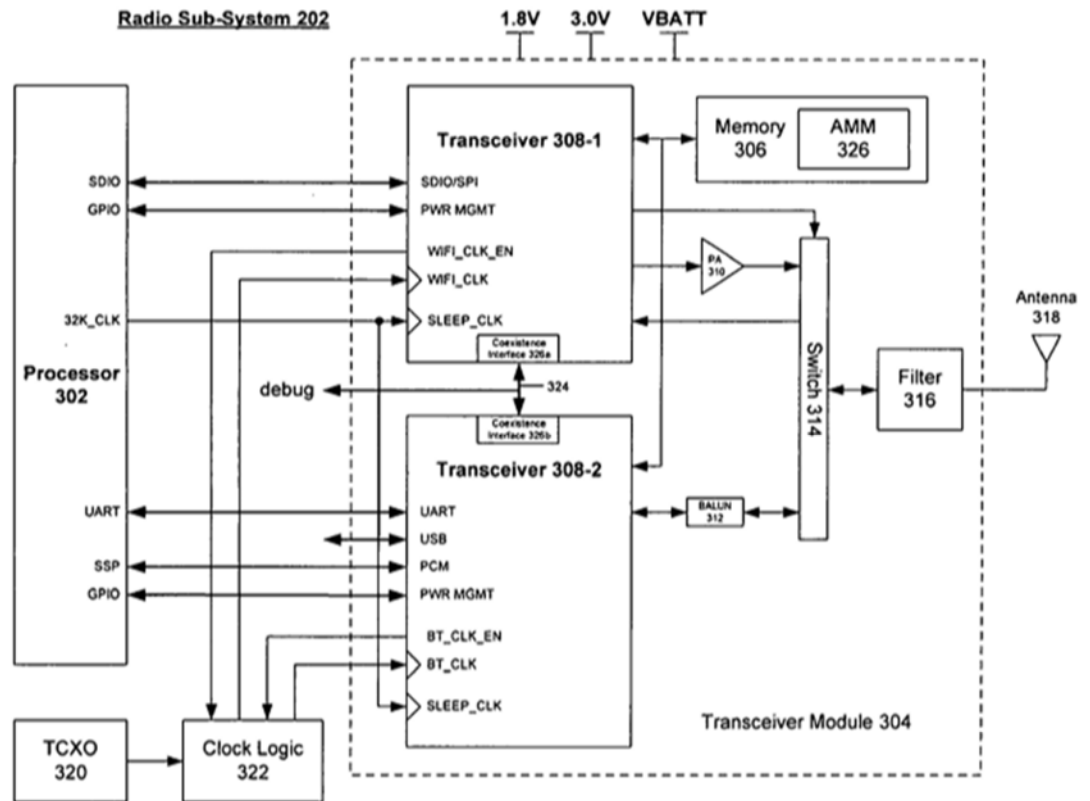 Radio Sub-System 202
1.8V
3.0V
VBATT
Transceiver 308-1
Memory
306
AMM
326
SDIO
SDIO/SPI
GPIO
PWR MGMT
WIFI_CLK_EN
WIFI_CLK
PA
310
32K_CLK
SLEEP_CLK
Coexistence
Interface 326a
Processor
302
debug
324
Switch 314
Filter
316
Antenna
318
Coexistence
Interface 326b
Transceiver 308-2
UART
UART
USB
BALUN
312
SSP
PCM
GPIO
PWR MGMT
BT_CLK_EN
BT_CLK
SLEEP_CLK
Transceiver Module 304
TCXO
320
Clock Logic
322